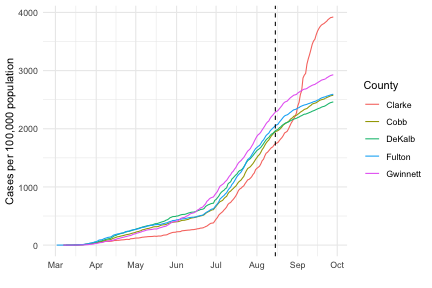 Cases per 100,000 population
4000
3000
2000
1000
0
Mar Apr May Jun Jul Aug Sep Oct
County
Clarke
Cobb
DeKalb
Fulton
Gwinnett